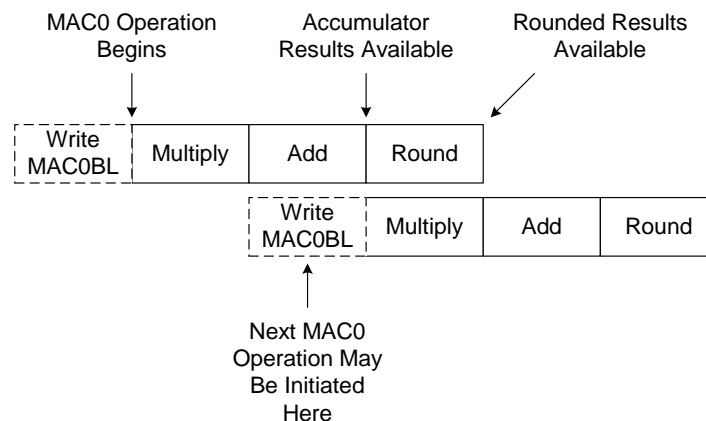 MAC0 Operation
Begins
Accumulator
Results Available
Rounded Results
Available
Write
MAC0BL
Multiply
Add
Round
Write
MAC0BL
Multiply
Add
Round
Next MAC0
Operation May
Be Initiated
Here